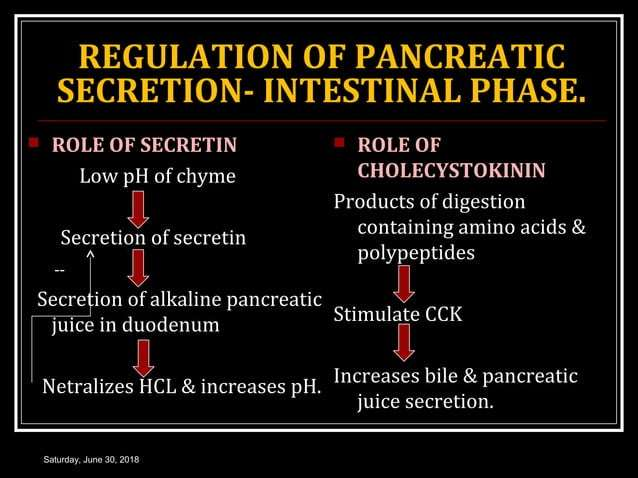 REGULATION OF PANCREATIC
SECRETION- INTESTINAL PHASE.
ROLE OF SECRETIN
Low pH of chyme
Secretion of secretin
--
Secretion of alkaline pancreatic
juice in duodenum
Netralizes HCL & increases pH.
ROLE OF
CHOLECYSTOKININ
Products of digestion
containing amino acids &
polypeptides
Stimulate CCK
Increases bile & pancreatic
juice secretion.
Saturday, June 30, 2018